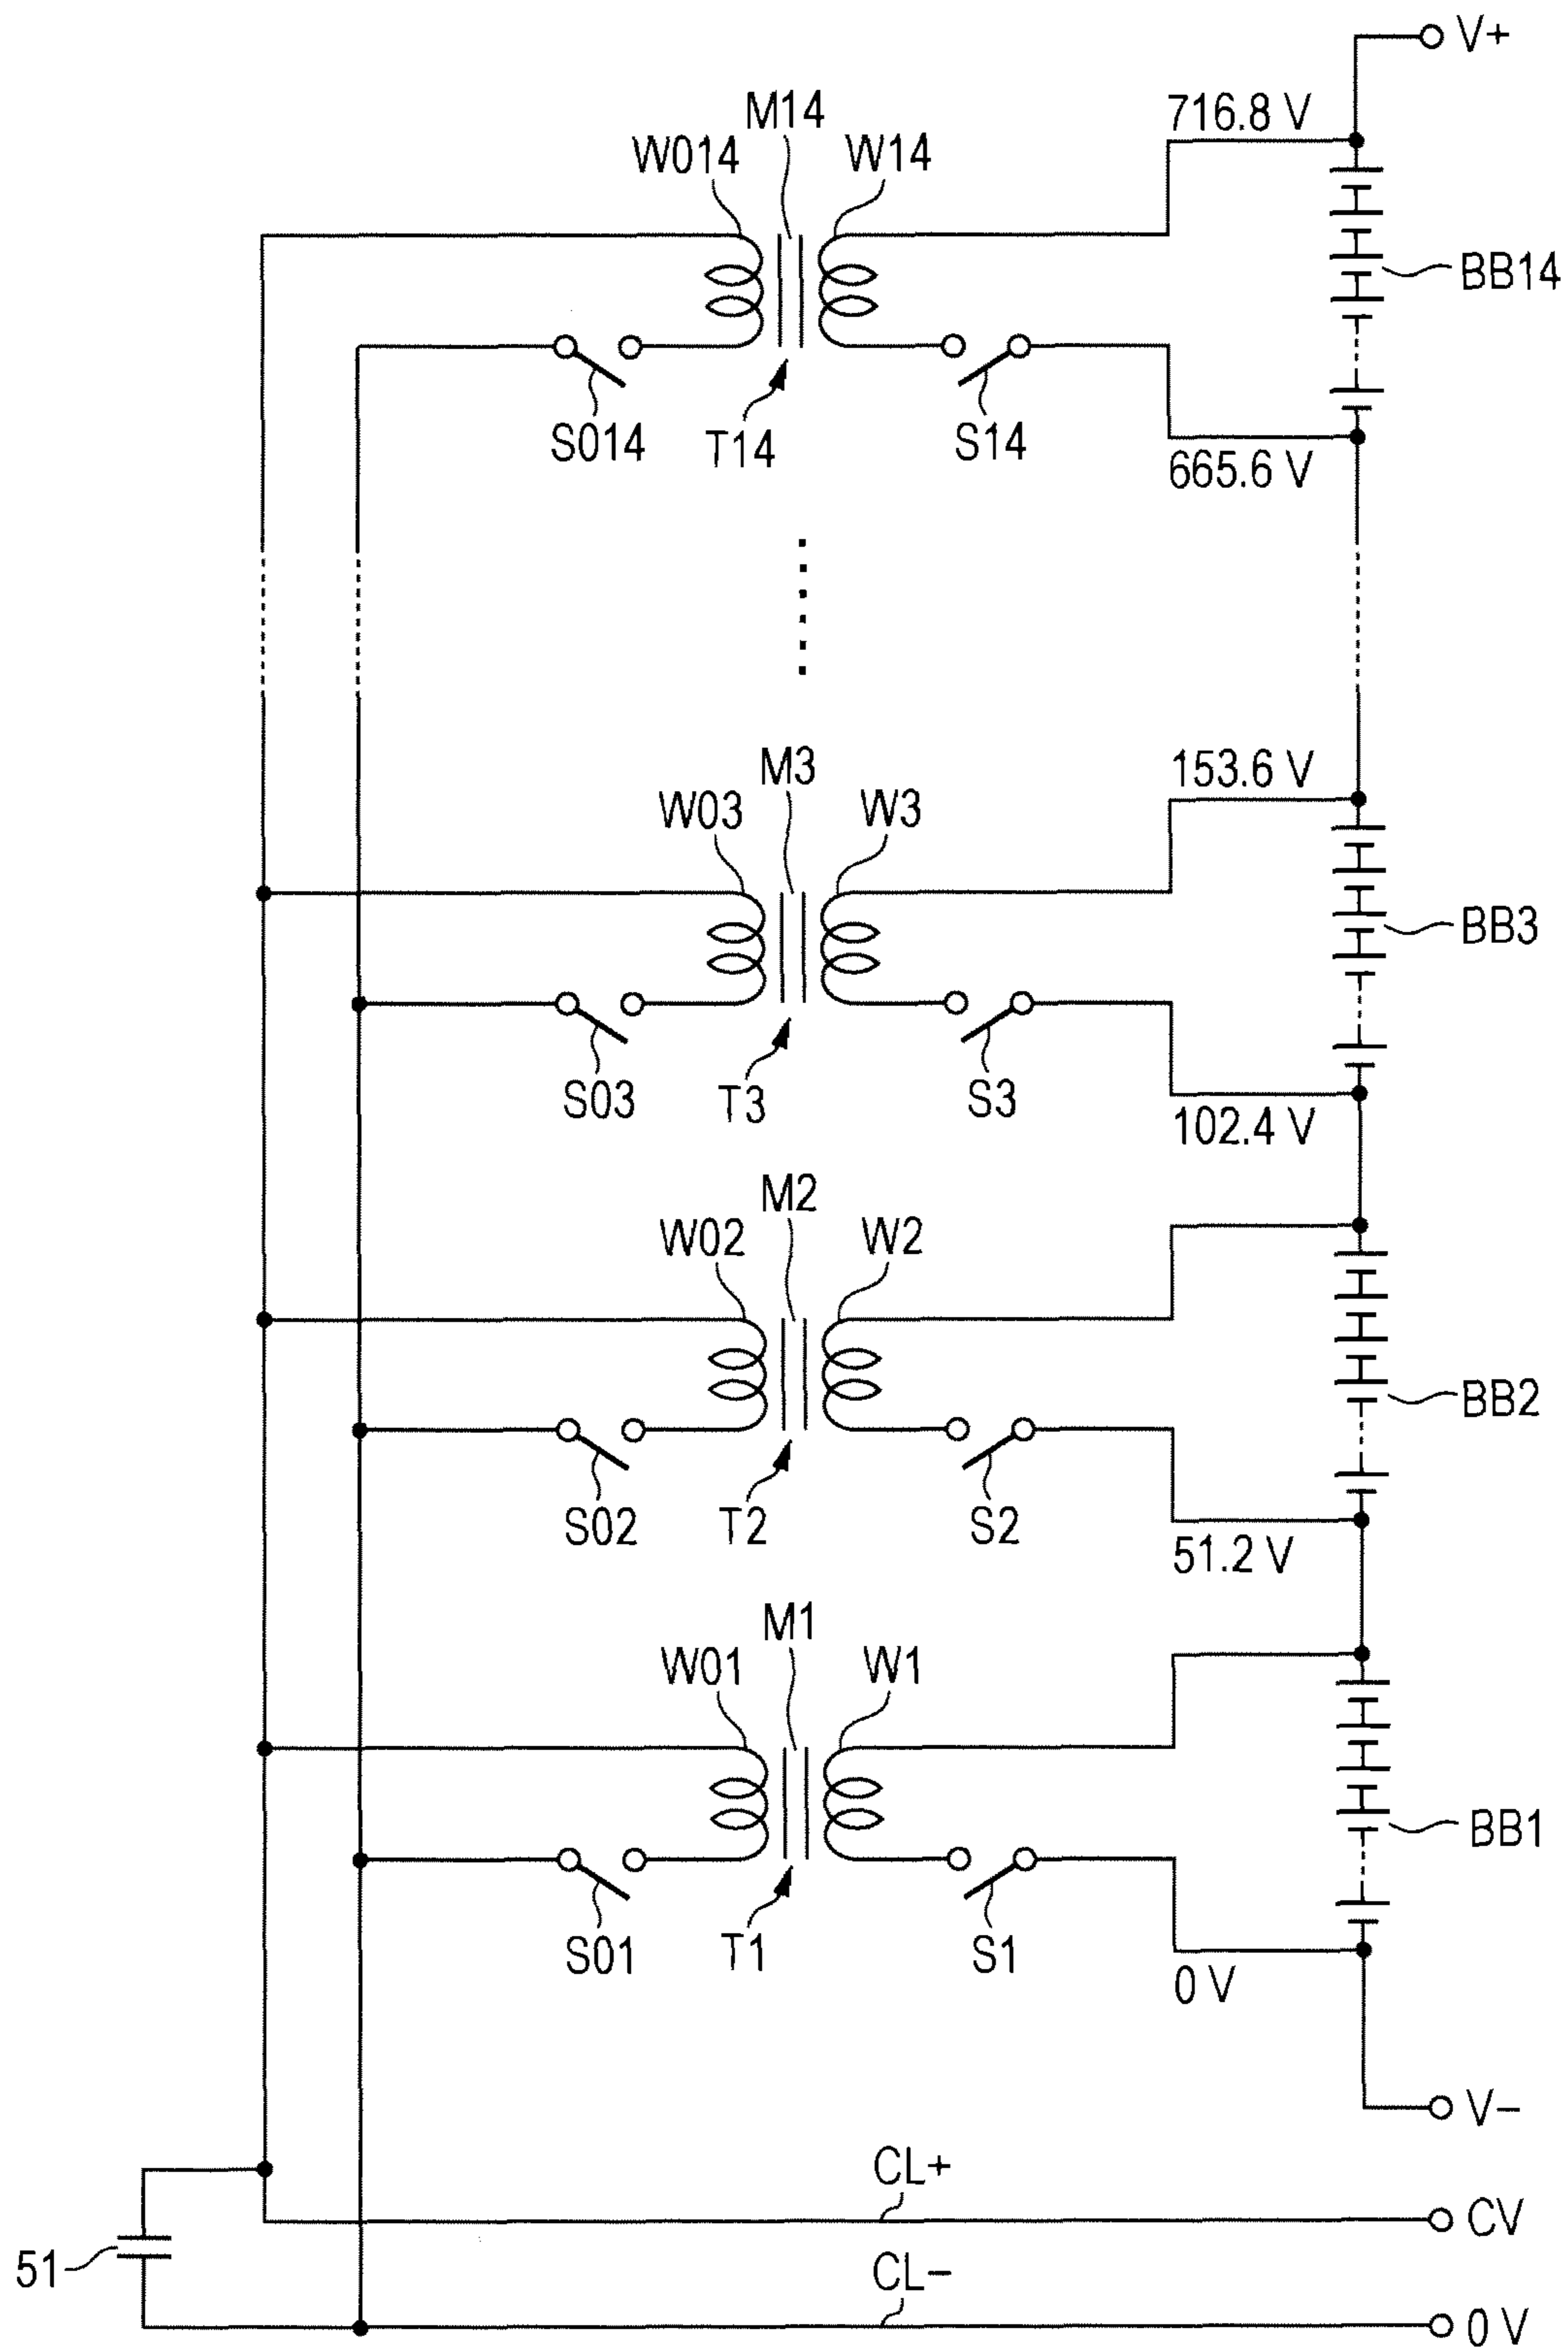 V+
716.8 V
M14
W014
W14
BB14
S014
T14
S14
665.6 V
153.6 V
M3
W03
W3
BB3
S03
T3
S3
102.4 V
M2
W02
W2
BB2
S02
T2
S2
51.2 V
M1
W01
W1
BB1
S01
T1
S1
0 V
V−
CL+
CV
51
CL−
0 V